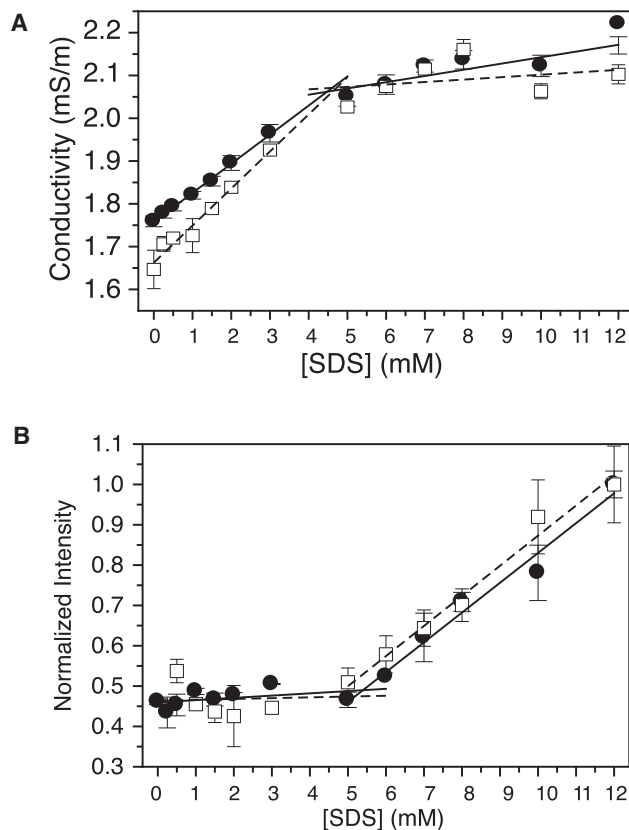 A
Conductivity (mS/m)
2.2
2.1
2.0
1.9
1.8
1.7
1.6
0 1 2 3 4 5 6 7 8 9 10 11 12
[SDS] (mM)
B
Normalized Intensity
1.1
1.0
0.9
0.8
0.7
0.6
0.5
0.4
0.3
0 1 2 3 4 5 6 7 8 9 10 11 12
[SDS] (mM)